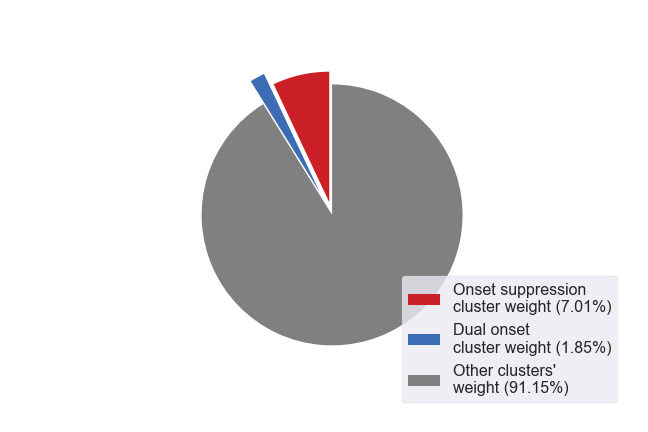 Onset suppression
cluster weight (7.01%)
Dual onset
cluster weight (1.85%)
Other clusters'
weight (91.15%)